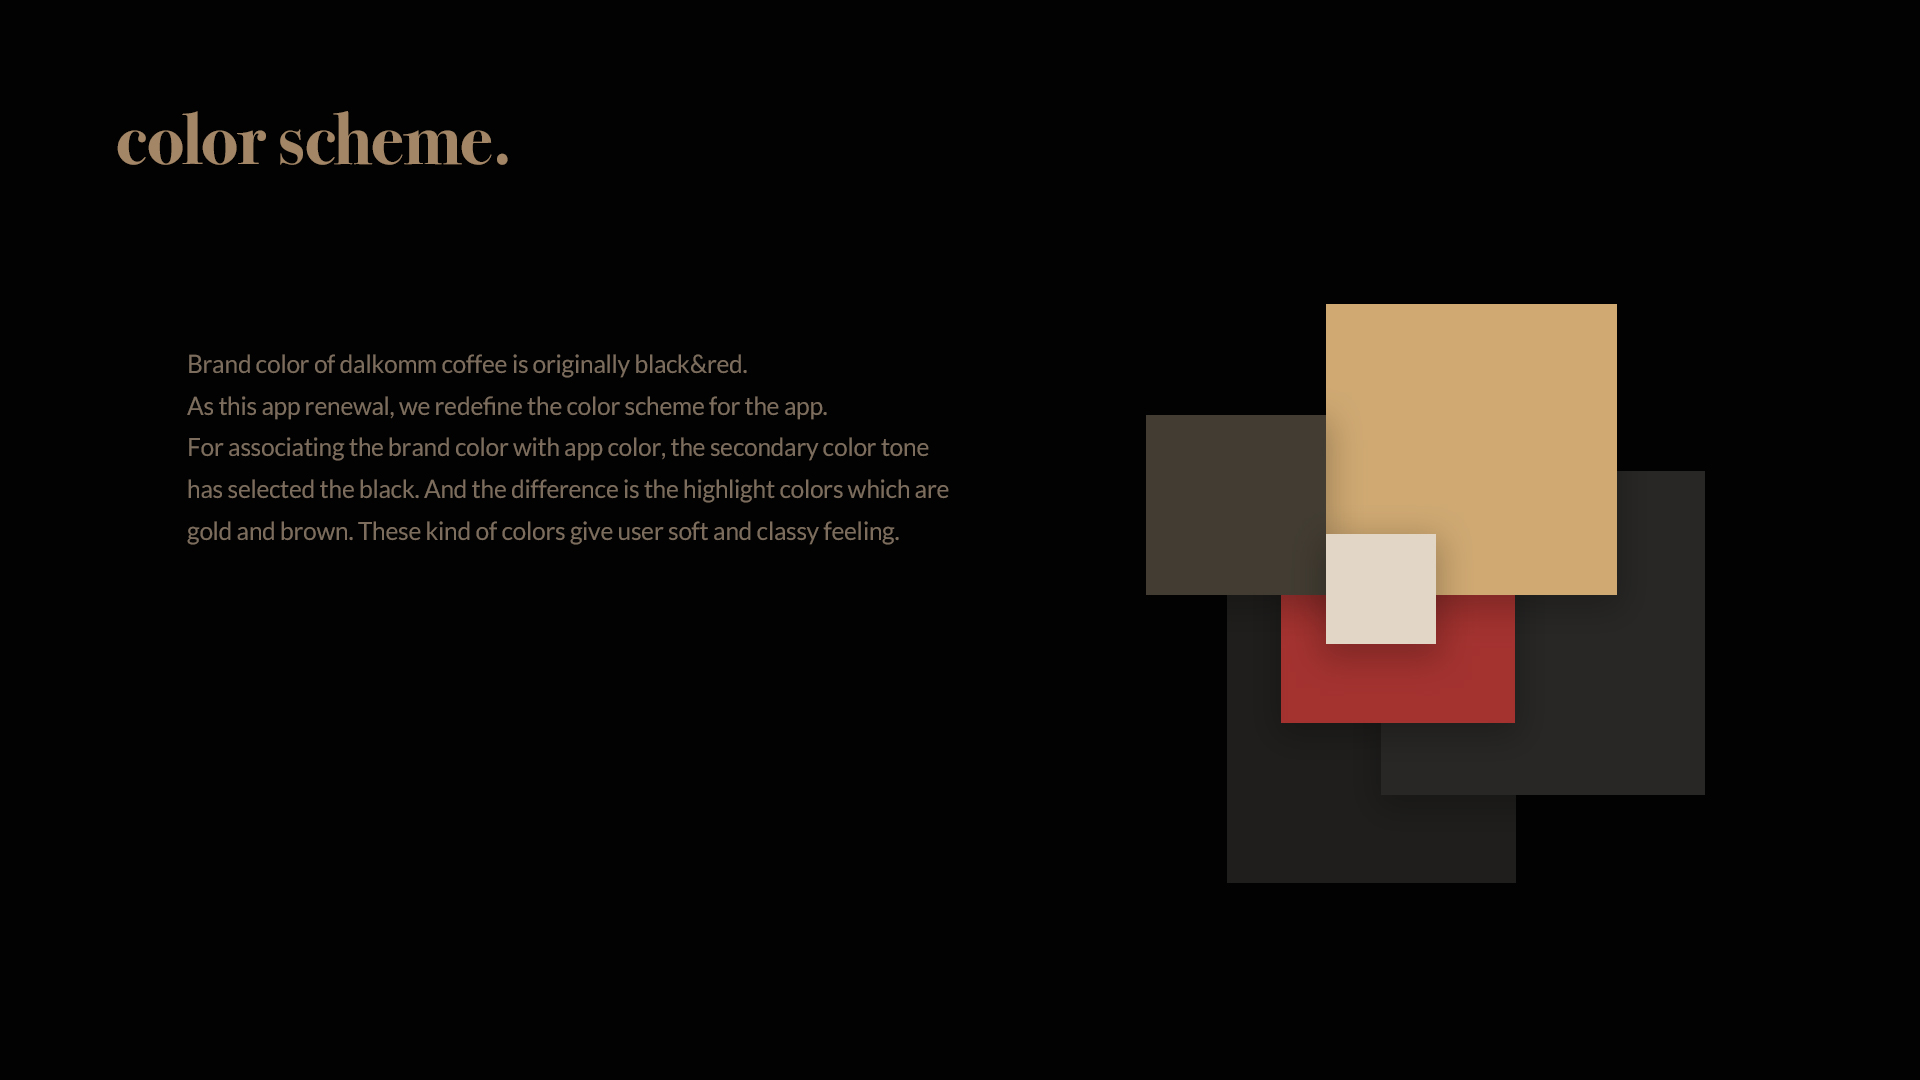 color scheme.
Brand color of dalkomm coffee is originally black&red.
As this app renewal, we redefine the color scheme for the app.
For associating the brand color with app color, the secondary color tone
has selected the black. And the difference is the highlight colors which are
gold and brown. These kind of colors give user soft and classy feeling.